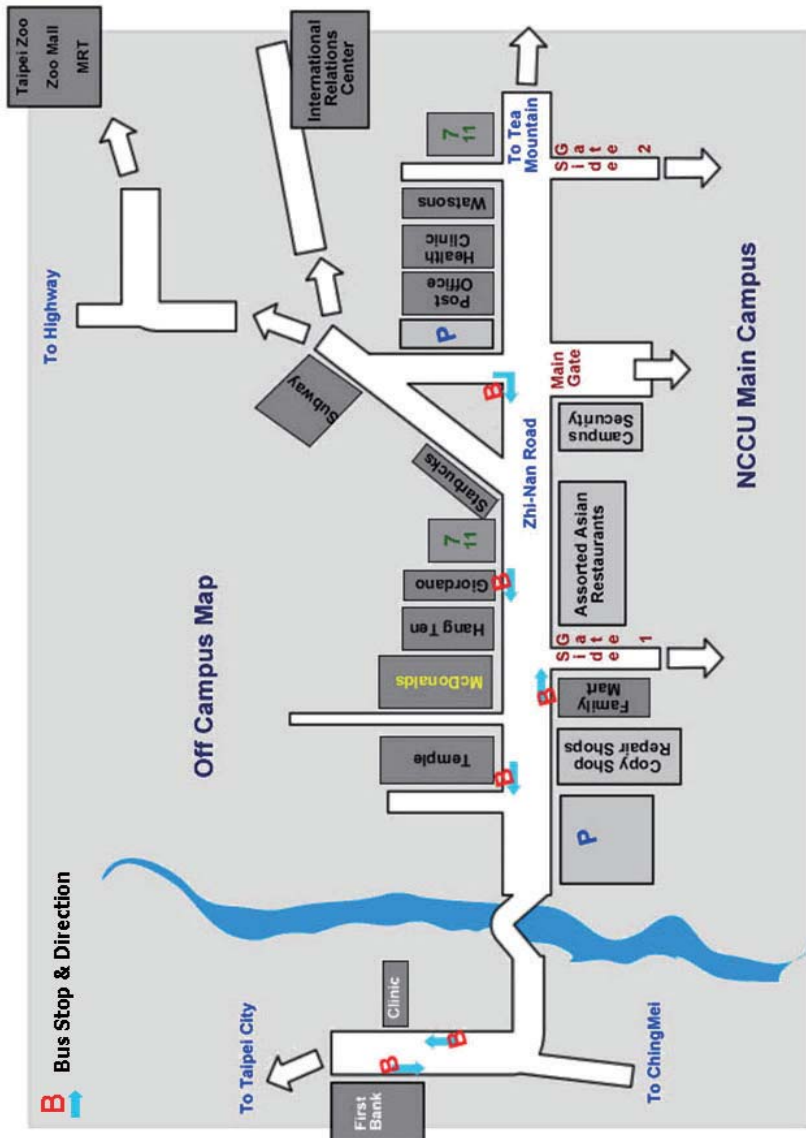 B Bus Stop & Direction
Off Campus Map
NCCU Main Campus
To Taipei City
First
Bank
B
B
Clinic
To ChingMei
To Highway
Taipei Zoo
Zoo Mall
MRT
International
Relations
Center
Subway
Starbucks
7
11
Giordano
Hang Ten
McDonalds
Temple
B
B
B
B
Zhi-Nan Road
P
Post
Office
Health
Clinic
Watsons
7
11
To Tea
Mountain
P
Copy Shop
Repair Shops
Family
Mart
Side
Gate
1
Assorted Asian
Restaurants
Campus
Security
Main
Gate
Side
Gate
2